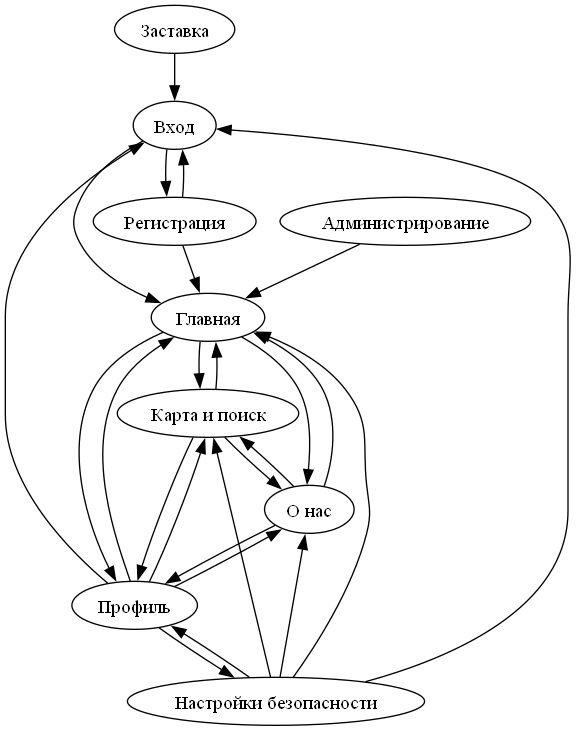 Заставка
Вход
Регистрация
Администрирование
Главная
Карта и поиск
О нас
Профиль
Настройки безопасности